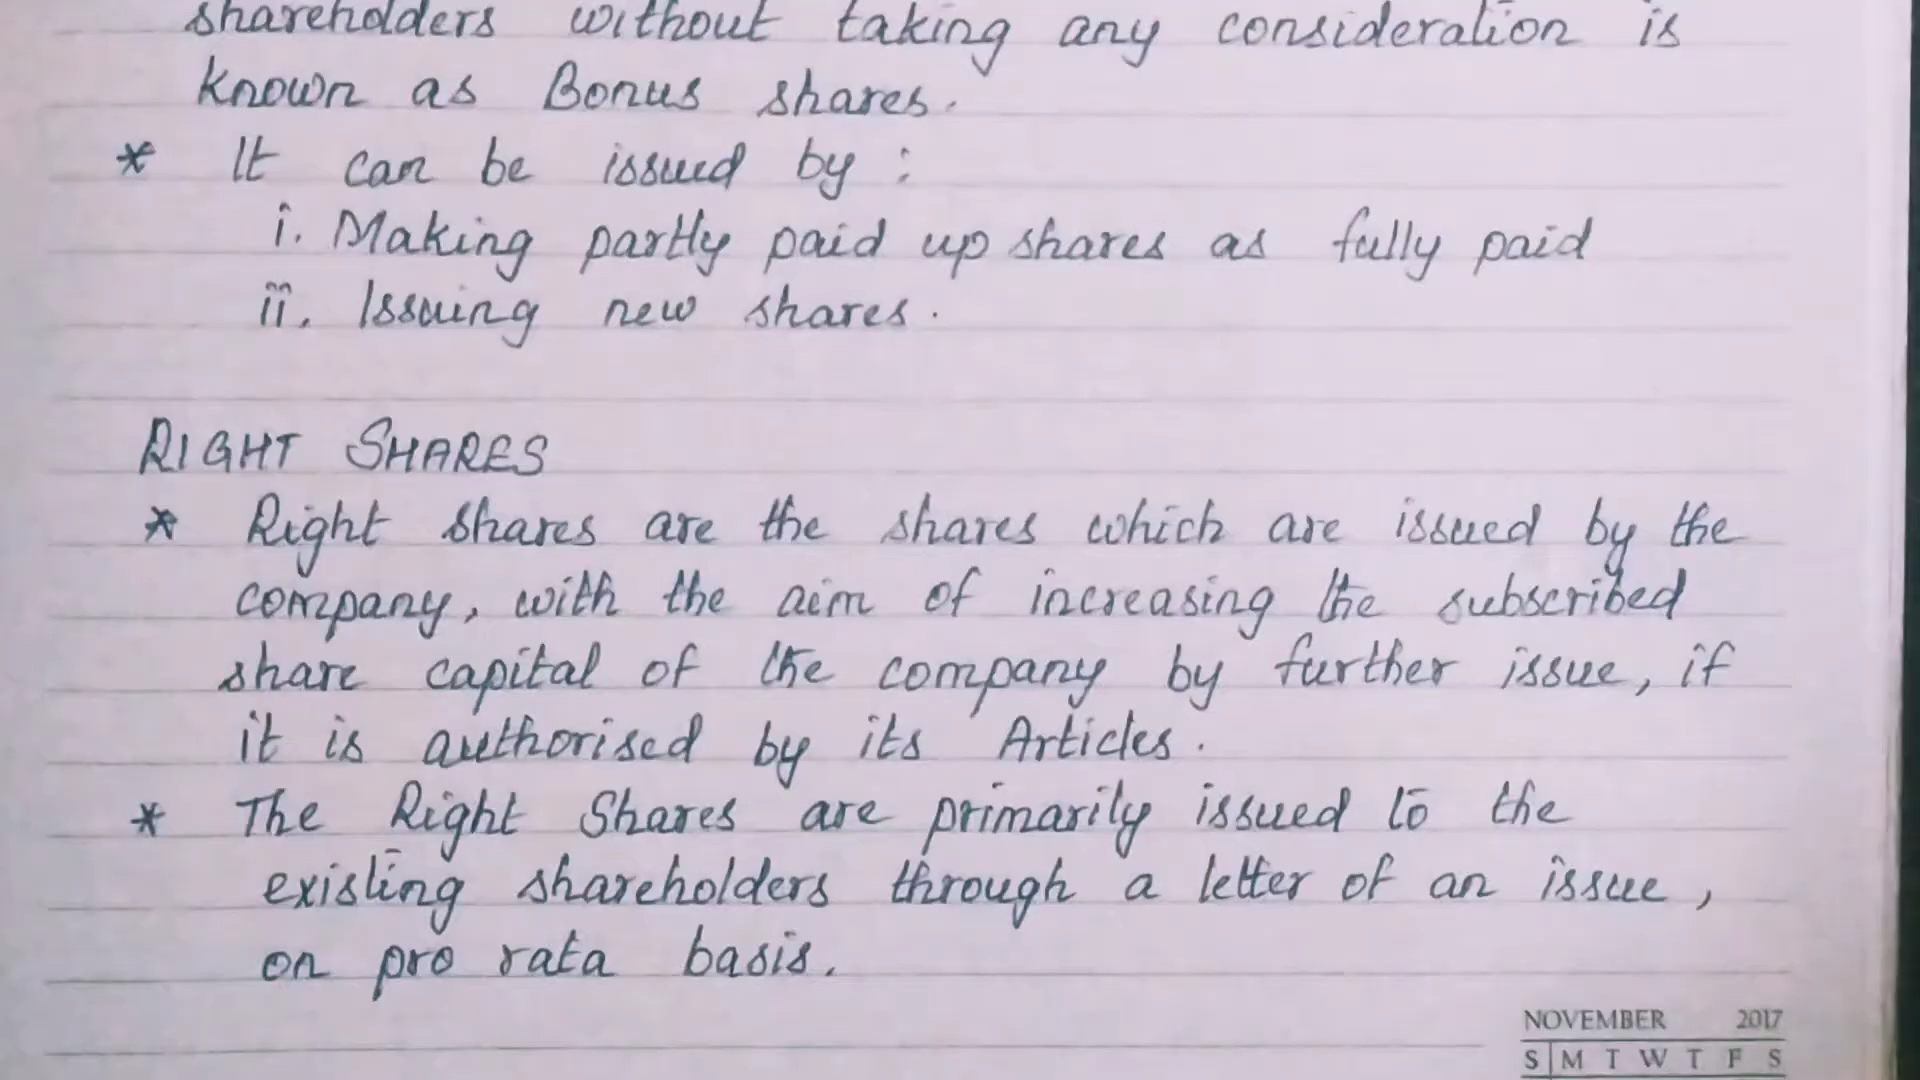 shareholders without taking any consideration is
known as Bonus shares.
* It can be issued by :
i. Making partly paid up shares as fully paid
ii. Issuing new shares.
RIGHT SHARES
* Right shares are the shares which are issued by the
company, with the aim of increasing the subscribed
share capital of the company by further issue, if
it is authorised by its Articles.
* The Right Shares are primarily issued to the
existing shareholders through a letter of an issue,
on pro rata basis.
NOVEMBER 2017
S M T W T F S